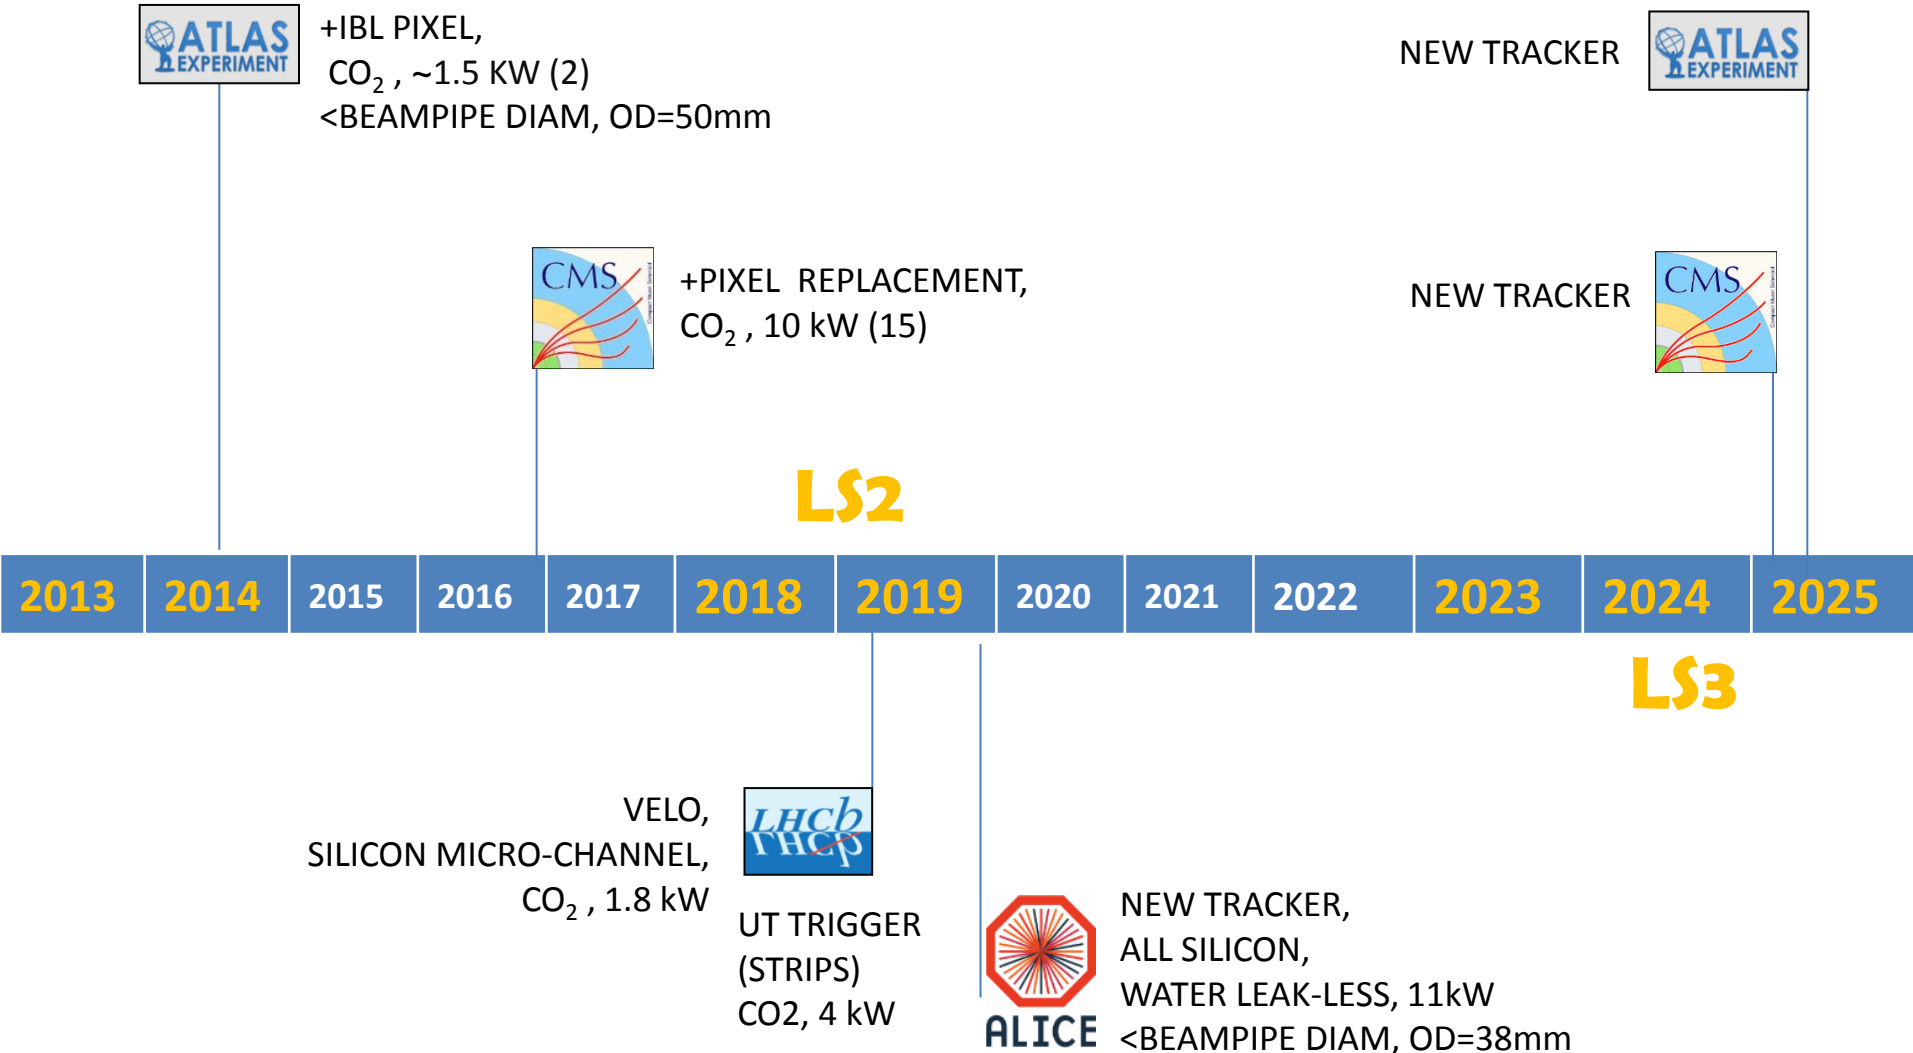 ATLAS
EXPERIMENT
+IBL PIXEL,
CO₂ , ~1.5 KW (2)
<BEAMPIPE DIAM, OD=50mm
NEW TRACKER
ATLAS
EXPERIMENT
CMS
+PIXEL REPLACEMENT,
CO₂ , 10 kW (15)
NEW TRACKER
CMS
LS2
2013 2014 2015 2016 2017 2018 2019 2020 2021 2022 2023 2024 2025
LS3
VELO,
SILICON MICRO-CHANNEL,
CO₂ , 1.8 kW
LHCb
LHCb
UT TRIGGER
(STRIPS)
CO2, 4 kW
ALICE
NEW TRACKER,
ALL SILICON,
WATER LEAK-LESS, 11kW
<BEAMPIPE DIAM, OD=38mm